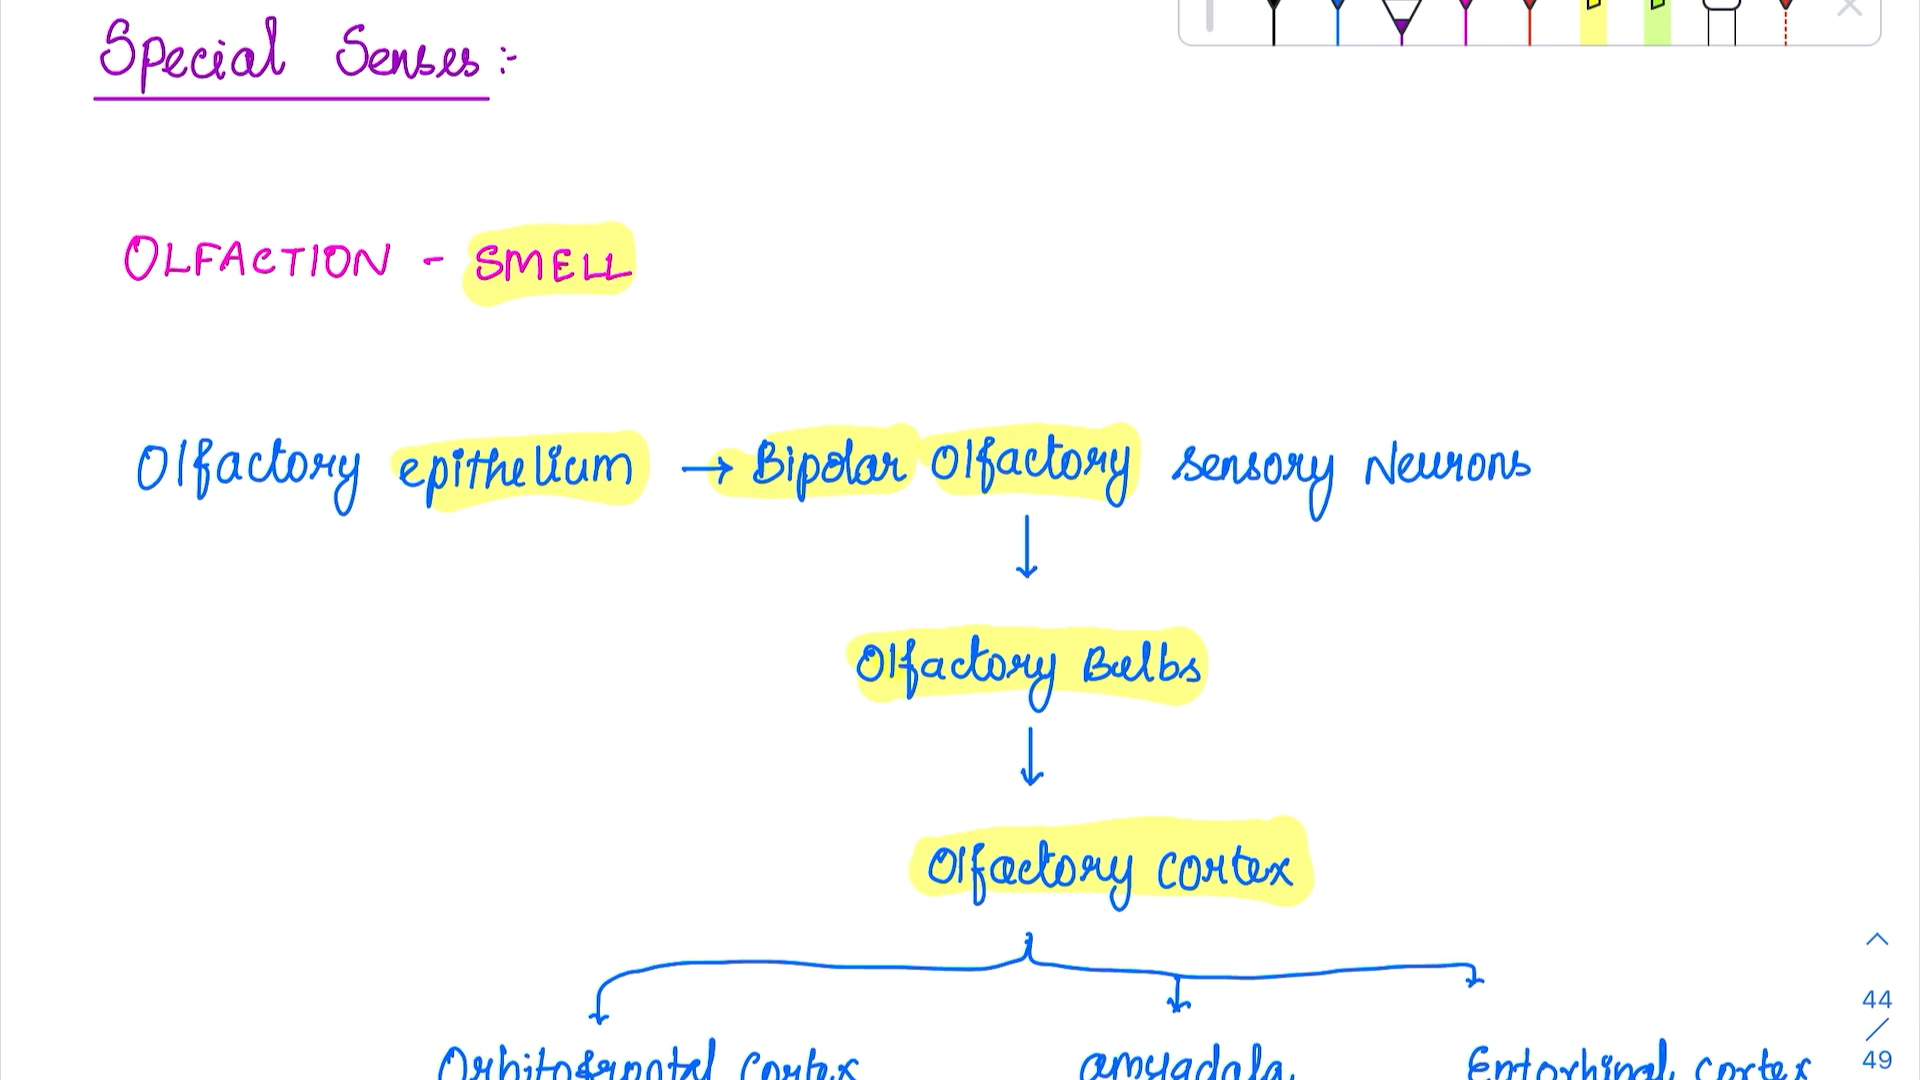 Special Senses :-
OLFACTION - SMELL
Olfactory epithelium → Bipolar Olfactory sensory Neurons
↓
Olfactory Bulbs
↓
Olfactory cortex
Orbitofrontal cortex amygdala Entorhinal cortex
44
/
49